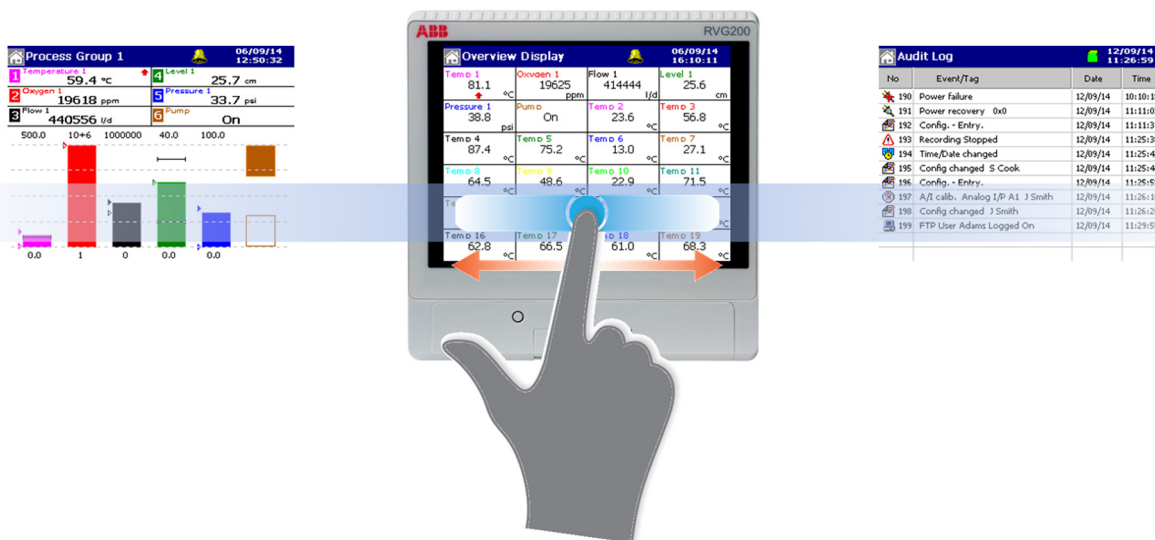 ABB
RVG200
Process Group 1
06/09/14
12:50:32
1 Temperature 1
59.4 °C
4 Level 1
25.7 cm
2 Oxygen 1
19618 ppm
5 Pressure 1
33.7 psi
3 Flow 1
440556 l/d
6 Pump
On
500.0 10+6 1000000 40.0 100.0
0.0 1 0 0.0 0.0
Overview Display
06/09/14
16:10:11
Temp 1 Oxygen 1 Flow 1 Level 1
81.1 19625 414444 25.6
°C ppm l/d cm
Pressure 1 Pump Temp 2 Temp 3
38.8 On 23.6 56.8
psi °C °C
Temp 4 Temp 5 Temp 6 Temp 7
87.4 75.2 13.0 27.1
°C °C °C °C
Temp 8 Temp 9 Temp 10 Temp 11
64.5 48.6 22.9 71.5
°C °C °C °C
°C
Temp 16 Temp 17 18 Temp 19
62.8 66.5 61.0 68.3
°C °C °C
Audit Log
12/09/14
11:26:59
No Event/Tag Date Time
190 Power failure 12/09/14
191 Power recovery 0x0 12/09/14
192 Config. - Entry. 12/09/14
193 Recording Stopped 12/09/14
194 Time/Date changed 12/09/14
195 Config changed S Cook 12/09/14
196 Config. - Entry. 12/09/14
197 A/I calib. Analog I/P A1 J Smith 12/09/14
198 Config changed J Smith 12/09/14
199 FTP User Adams Logged On 12/09/14